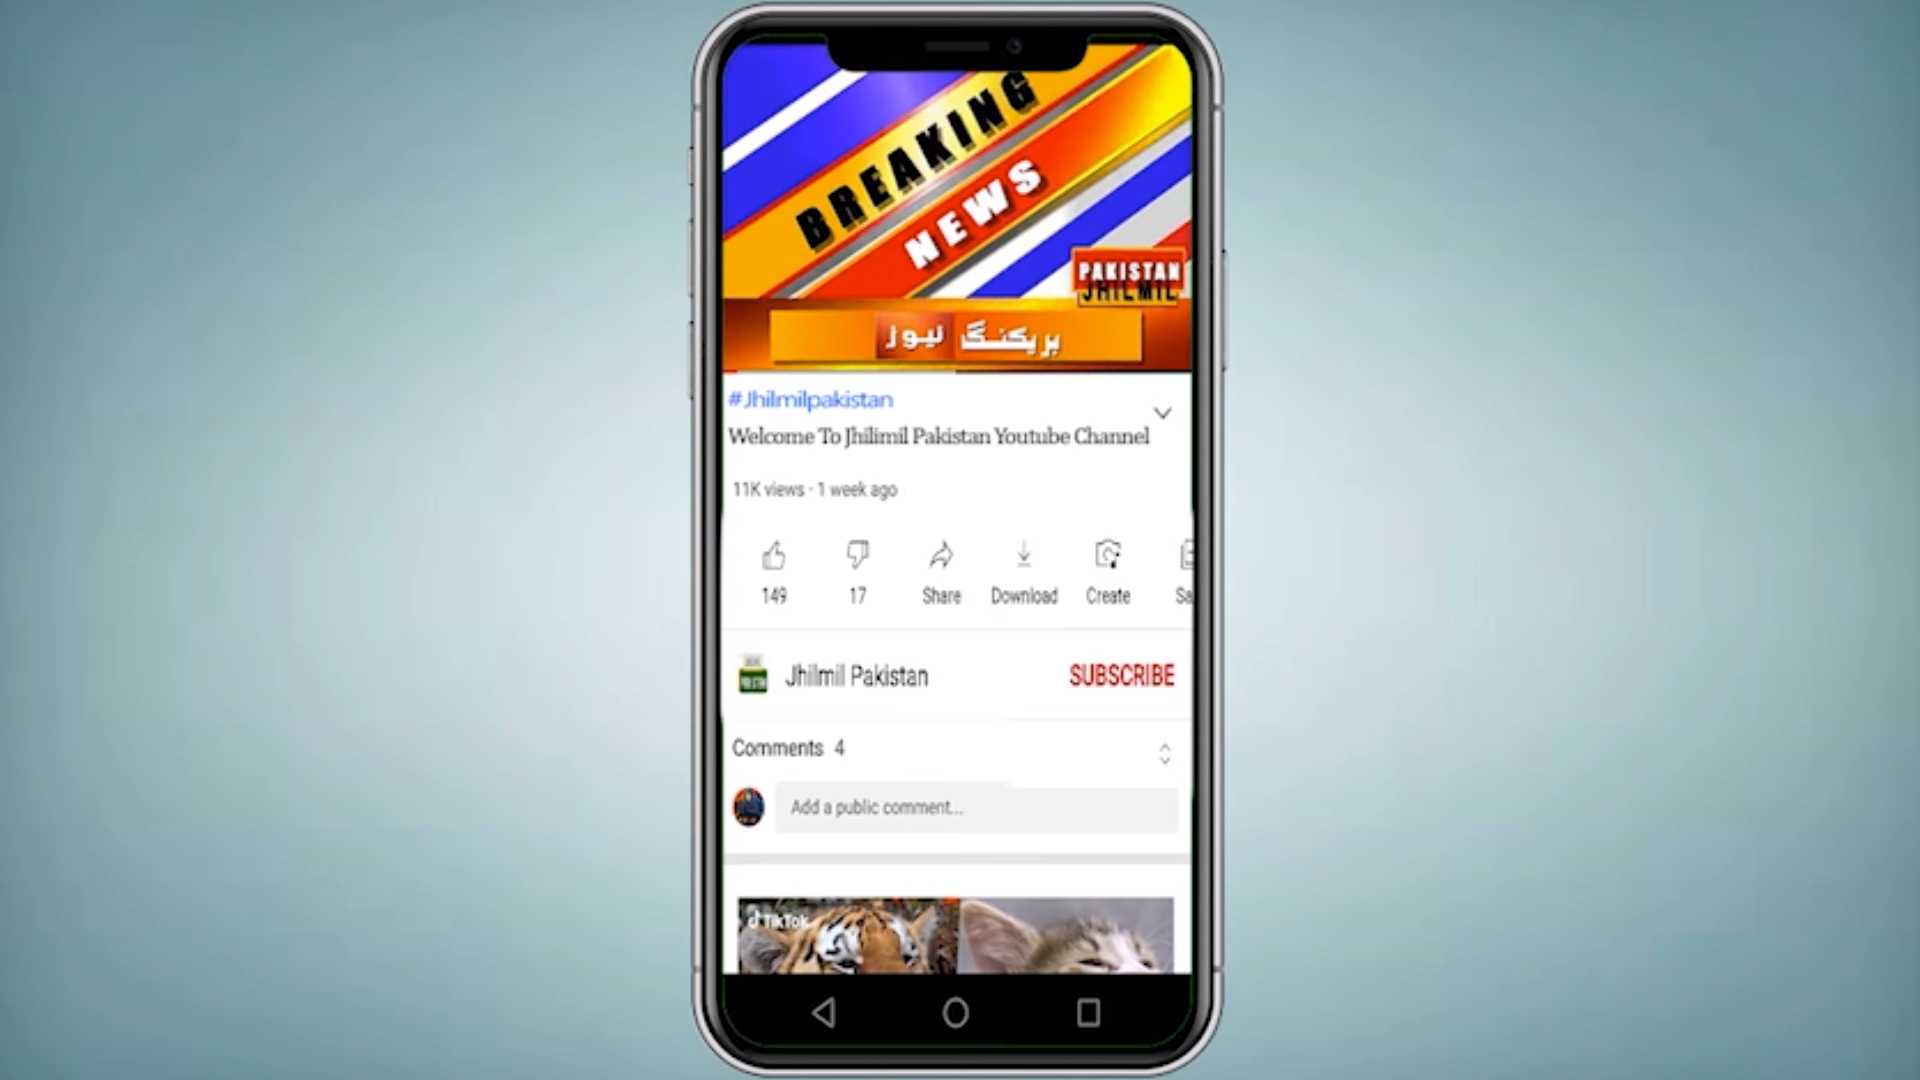 BREAKING
NEWS
PAKISTAN
JHILMIL
بریکنگ نیوز
#Jhilmilpakistan
Welcome To Jhilimil Pakistan Youtube Channel
11K views · 1 week ago
149 17 Share Download Create Sa
Jhilmil Pakistan SUBSCRIBE
Comments 4
Add a public comment...
TikTok